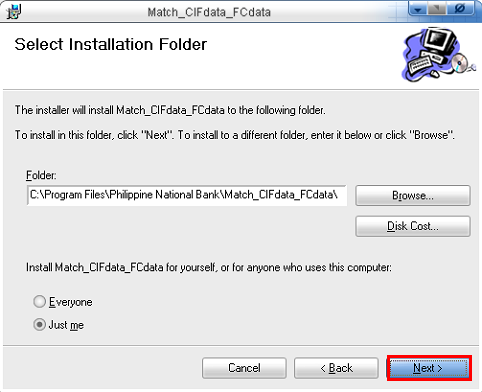 Match_CIFdata_FCdata
Select Installation Folder
The installer will install Match_CIFdata_FCdata to the following folder.
To install in this folder, click "Next". To install to a different folder, enter it below or click "Browse".
Folder:
C:\Program Files\Philippine National Bank\Match_CIFdata_FCdata\
Browse...
Disk Cost...
Install Match_CIFdata_FCdata for yourself, or for anyone who uses this computer:
Everyone
Just me
Cancel
< Back
Next >